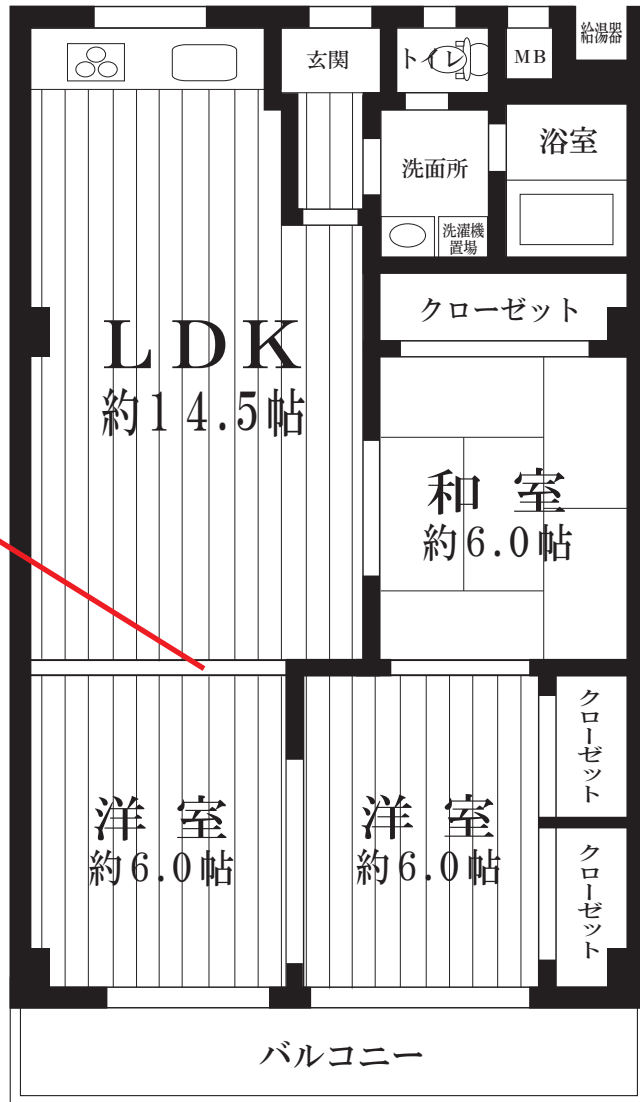 玄関
トイレ
MB
給湯器
洗面所
浴室
洗濯機
置場
クローゼット
LDK
約14.5帖
和室
約6.0帖
洋室
約6.0帖
洋室
約6.0帖
クローゼット
クローゼット
バルコニー